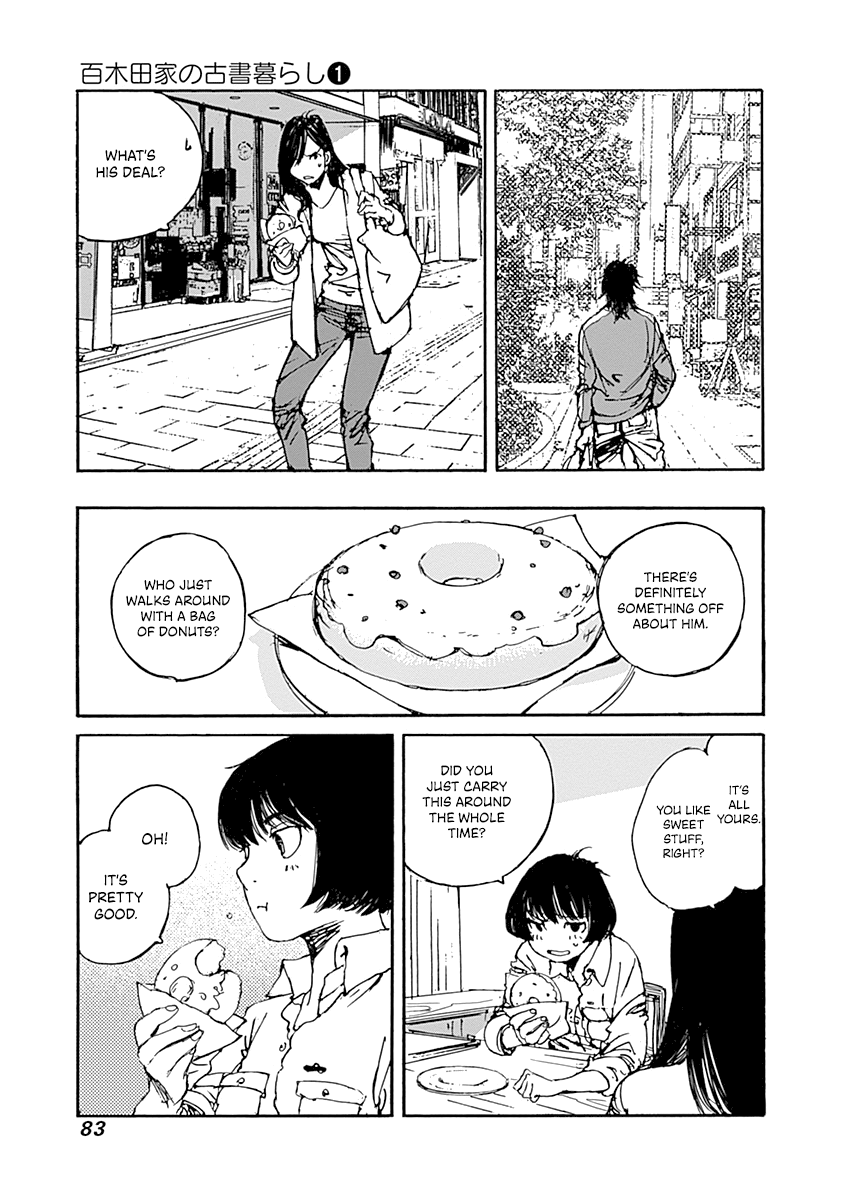 百木田家の古書暮らし❶
WHAT'S
HIS DEAL?
THERE'S
DEFINITELY
SOMETHING OFF
ABOUT HIM.
WHO JUST
WALKS AROUND
WITH A BAG
OF DONUTS?
IT'S
ALL
YOURS.
YOU LIKE
SWEET
STUFF,
RIGHT?
DID YOU
JUST CARRY
THIS AROUND
THE WHOLE
TIME?
OH!
IT'S
PRETTY
GOOD.
83